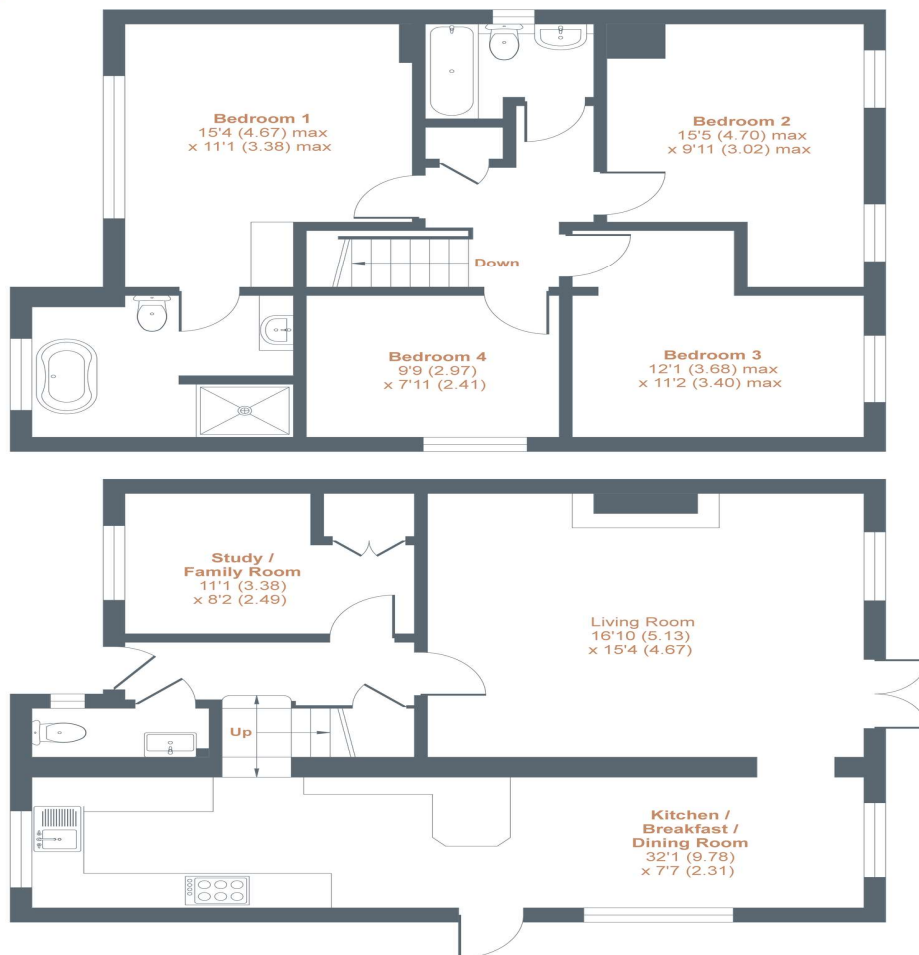 Bedroom 1
15'4 (4.67) max
x 11'1 (3.38) max
Bedroom 2
15'5 (4.70) max
x 9'11 (3.02) max
Down
Bedroom 4
9'9 (2.97)
x 7'11 (2.41)
Bedroom 3
12'1 (3.68) max
x 11'2 (3.40) max
Study /
Family Room
11'1 (3.38)
x 8'2 (2.49)
Living Room
16'10 (5.13)
x 15'4 (4.67)
Up
Kitchen /
Breakfast /
Dining Room
32'1 (9.78)
x 7'7 (2.31)